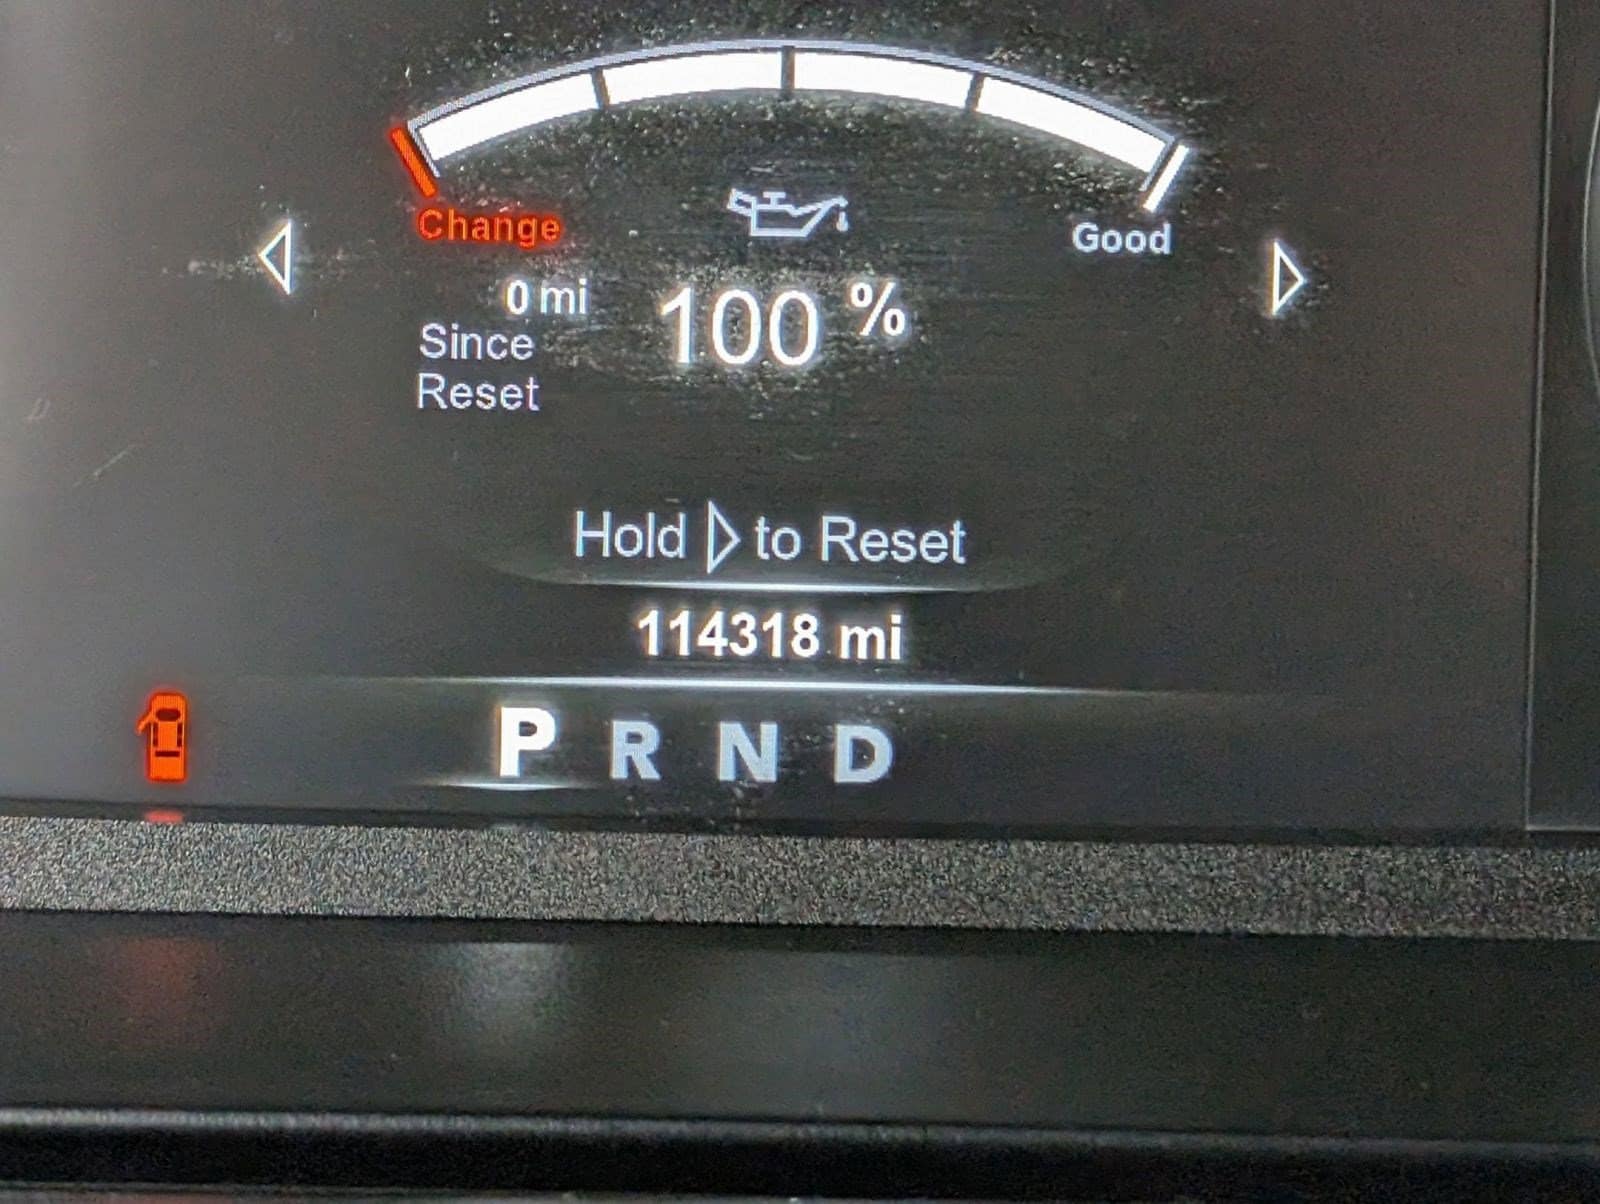 Change
Good
0 mi
100 %
Since
Reset
Hold ▷ to Reset
114318 mi
P R N D